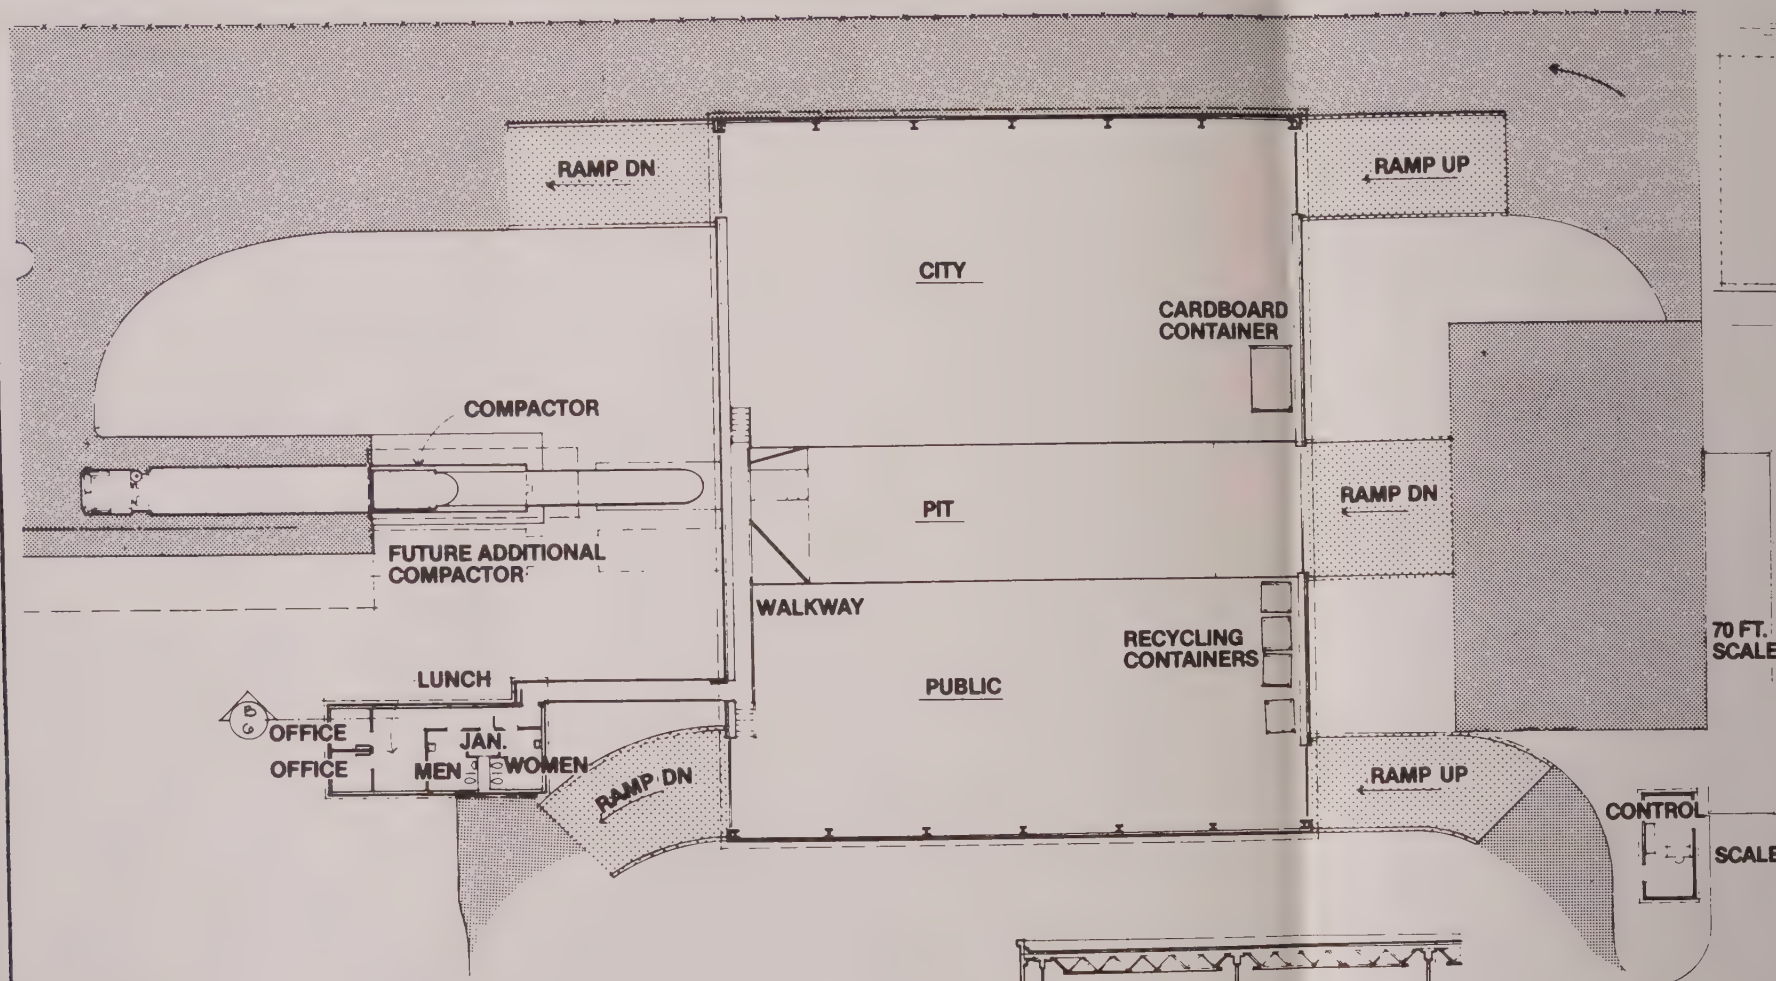 RAMP DN
RAMP UP
CITY
CARDBOARD
CONTAINER
COMPACTOR
PIT
RAMP DN
FUTURE ADDITIONAL
COMPACTOR
WALKWAY
RECYCLING
CONTAINERS
70 FT.
SCALE
LUNCH
PUBLIC
B
6
OFFICE
JAN.
OFFICE
MEN
WOMEN
RAMP DN
RAMP UP
CONTROL
SCALE